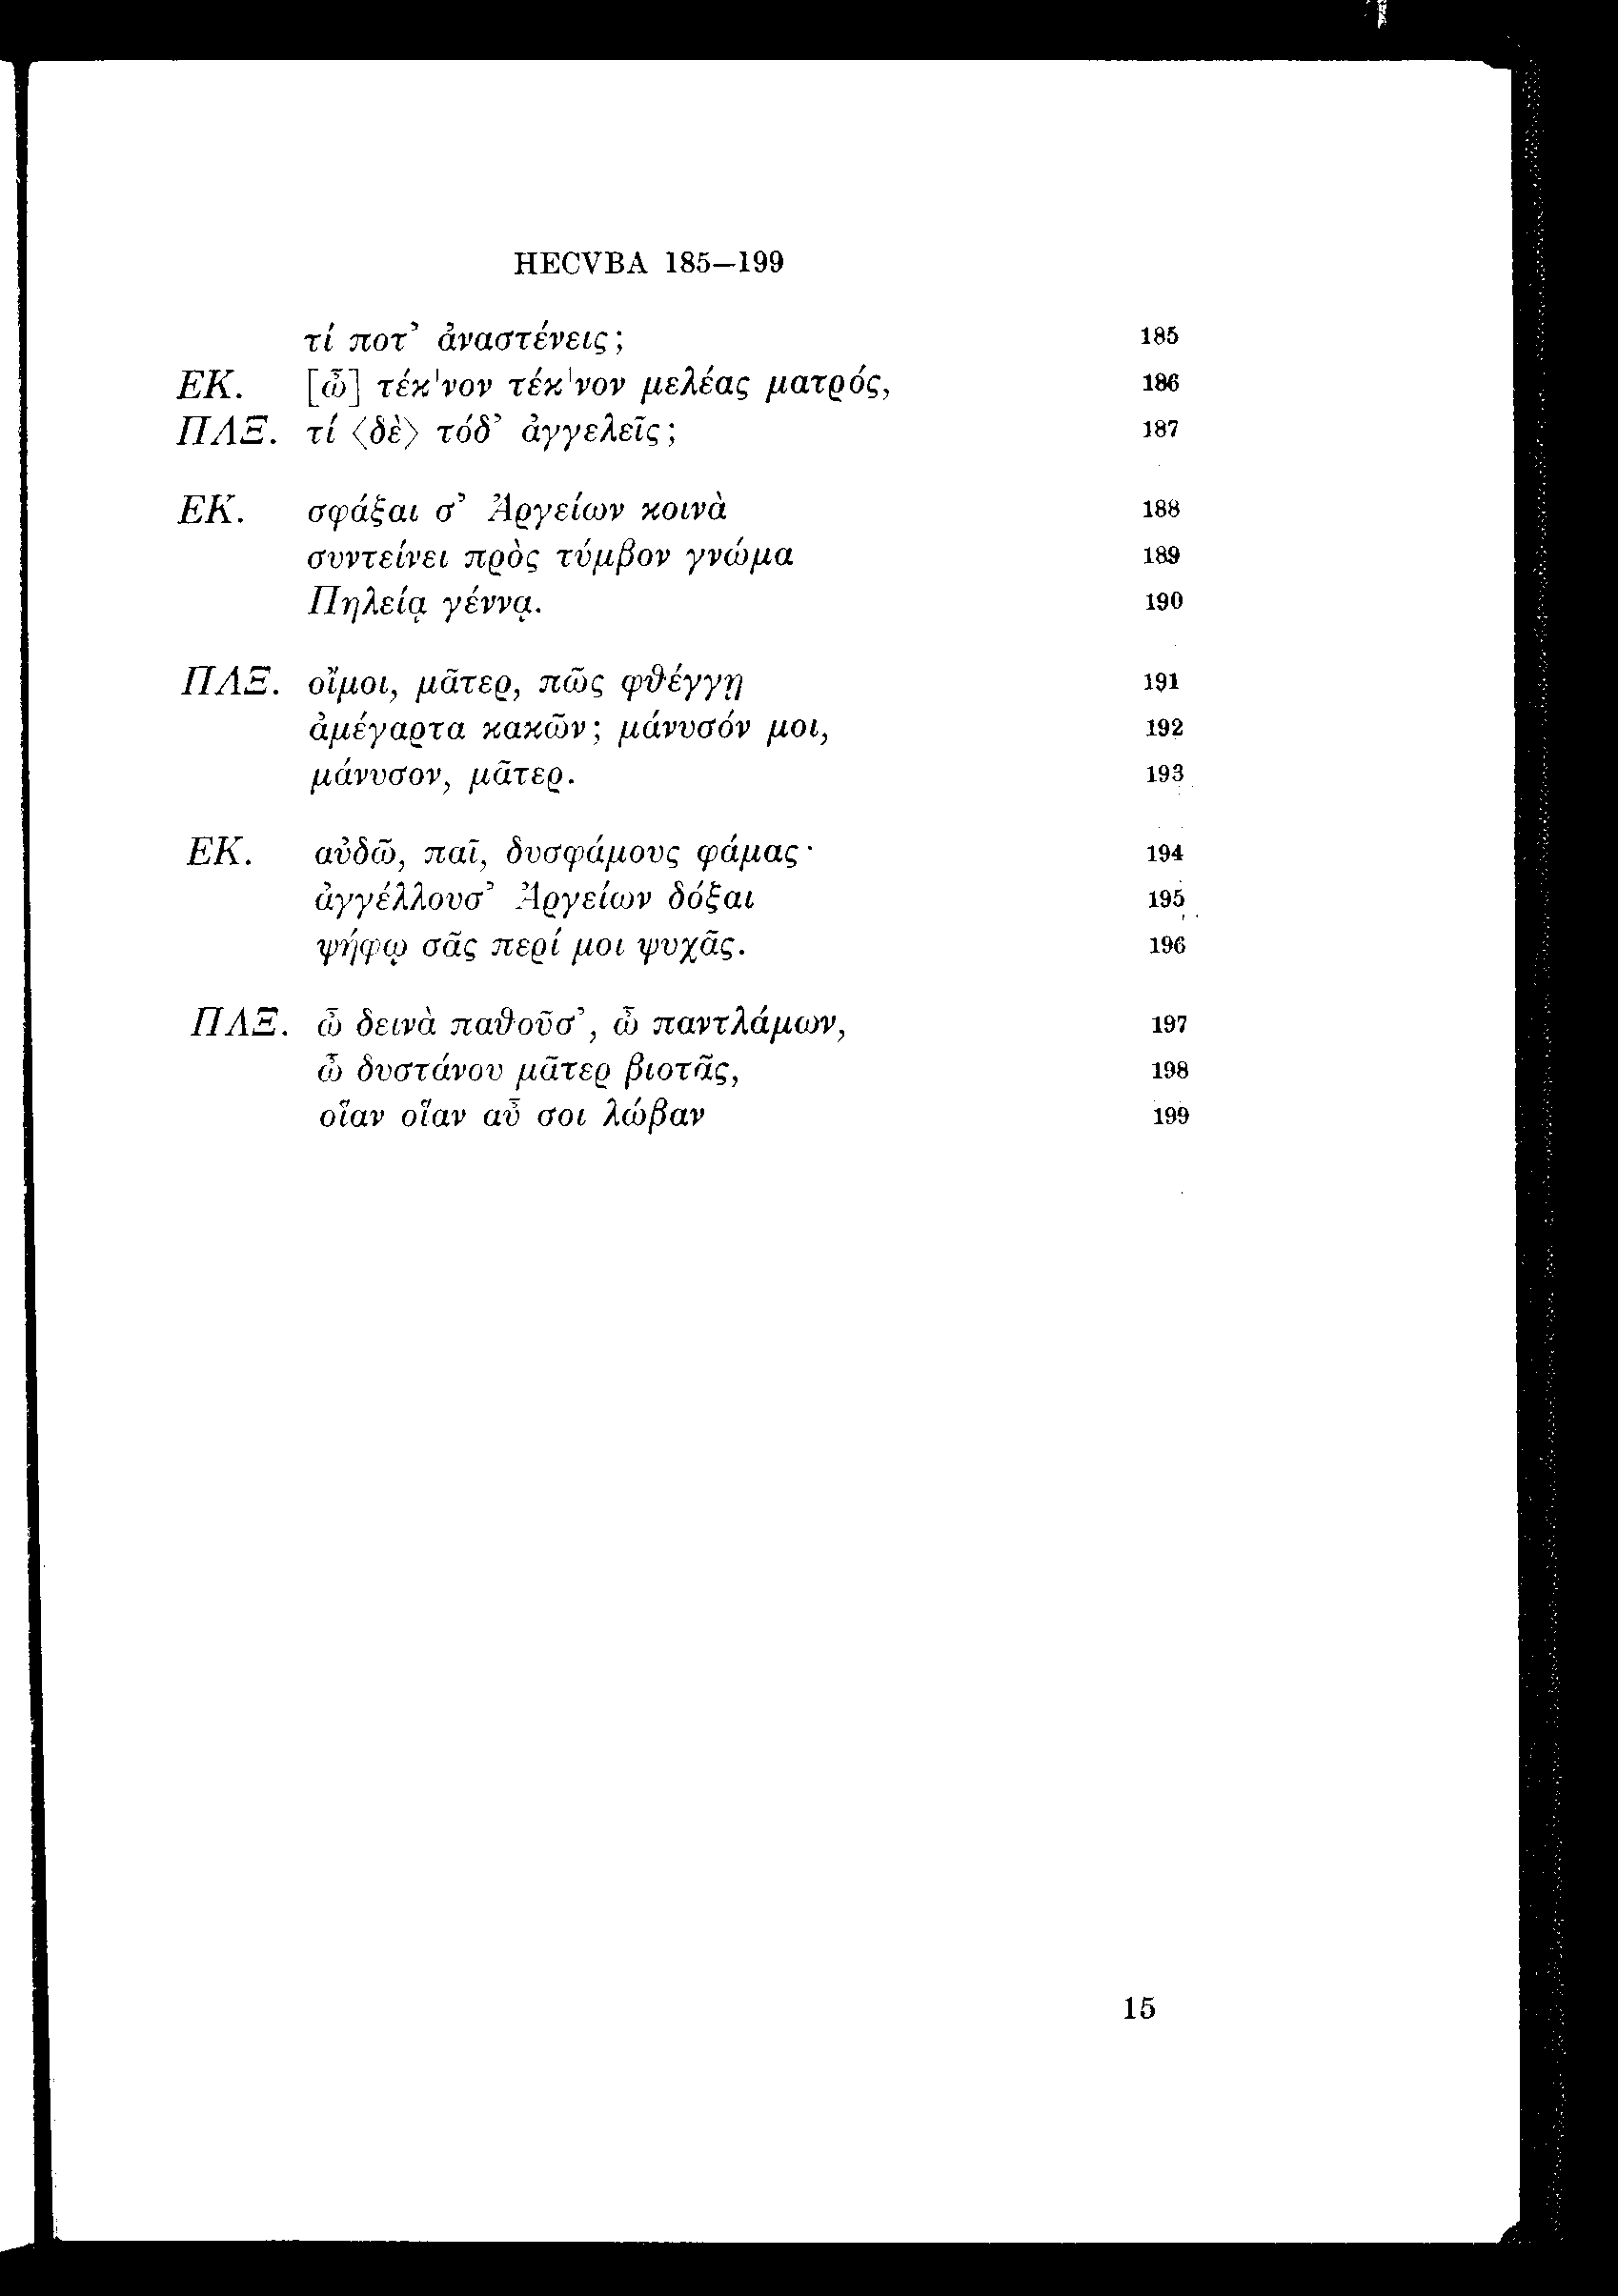 HECVBA 185–199
τί ποτ’ ἀναστένεις; 185
ΕΚ. [ὦ] τέκ'νον τέκ'νον μελέας ματρός, 186
ΠΛΞ. τί ⟨δὲ⟩ τόδ’ ἀγγελεῖς; 187
ΕΚ. σφάξαι σ’ Ἀργείων κοινὰ 188
συντείνει πρὸς τύμβον γνώμα 189
Πηλείᾳ γέννᾳ. 190
ΠΛΞ. οἴμοι, μᾶτερ, πῶς φθέγγῃ 191
ἀμέγαρτα κακῶν; μάνυσόν μοι, 192
μάνυσον, μᾶτερ. 193
ΕΚ. αὐδῶ, παῖ, δυσφάμους φάμας· 194
ἀγγέλλουσ’ Ἀργείων δόξαι 195
ψήφῳ σᾶς περί μοι ψυχᾶς. 196
ΠΛΞ. ὦ δεινὰ παθοῦσ’, ὦ παντλάμων, 197
ὦ δυστάνου μᾶτερ βιοτᾶς, 198
οἵαν οἵαν αὖ σοι λώβαν 199
15